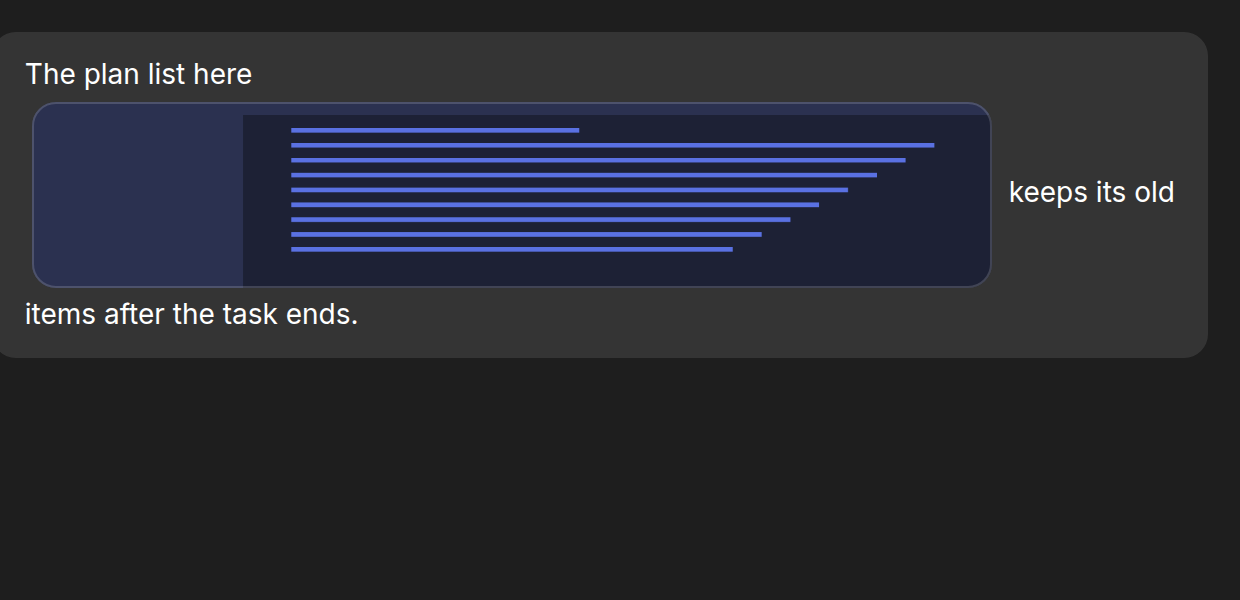 The plan list here
keeps its old
items after the task ends.